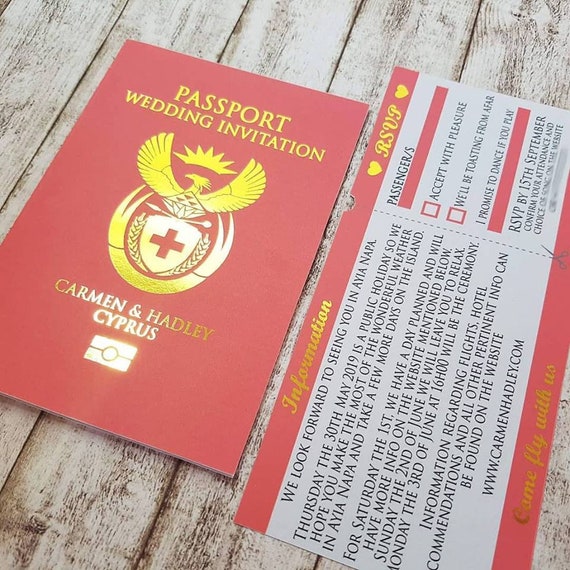 PASSPORT
WEDDING INVITATION
CARMEN & HADLEY
CYPRUS
Information
WE LOOK FORWARD TO SEEING YOU IN AYIA NAPA.
THURSDAY THE 30TH MAY 2019 IS A PUBLIC HOLIDAY SO WE
HOPE YOU MAKE THE MOST OF THE WONDERFUL WEATHER
IN AYIA NAPA AND TAKE A FEW MORE DAYS ON THE ISLAND.
FOR SATURDAY THE 1ST WE HAVE A DAY PLANNED AND WILL
HAVE MORE INFO ON THE WEBSITE MENTIONED BELOW.
SUNDAY THE 2ND OF JUNE WE WILL LEAVE YOU TO RELAX.
MONDAY THE 3RD OF JUNE AT 16H00 WILL BE THE CEREMONY.
INFORMATION REGARDING FLIGHTS, HOTEL
COMMENDATIONS AND ALL OTHER PERTINENT INFO CAN
BE FOUND ON THE WEBSITE
WWW.CARMENHADLEY.COM
Come fly with us
RSVP
PASSENGER/S
ACCEPT WITH PLEASURE
WE'LL BE TOASTING FROM AFAR
I PROMISE TO DANCE IF YOU PLAY
RSVP BY 15TH SEPTEMBER
CONFIRM YOUR ATTENDANCE AND
CHOICE OF SONG ON THE WEBSITE